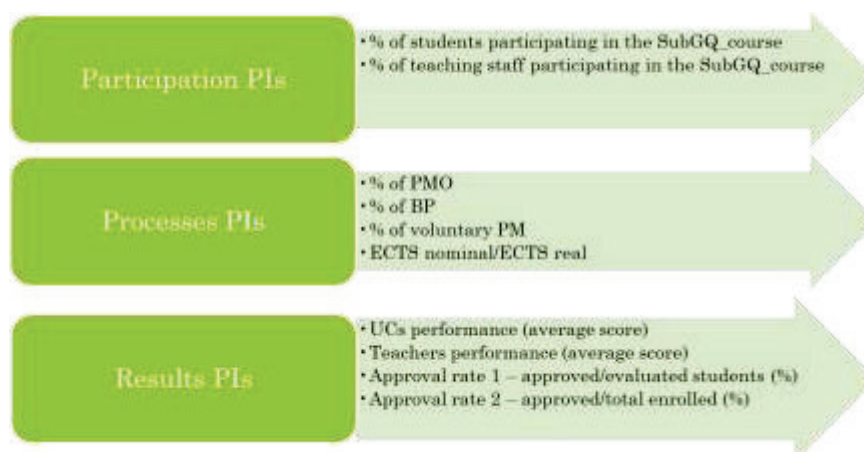 Participation PIs
• % of students participating in the SubGQ_course
• % of teaching staff participating in the SubGQ_course
Processes PIs
• % of PMO
• % of BP
• % of voluntary PM
• ECTS nominal/ECTS real
Results PIs
• UCs performance (average score)
• Teachers performance (average score)
• Approval rate 1 – approved/evaluated students (%)
• Approval rate 2 – approved/total enrolled (%)